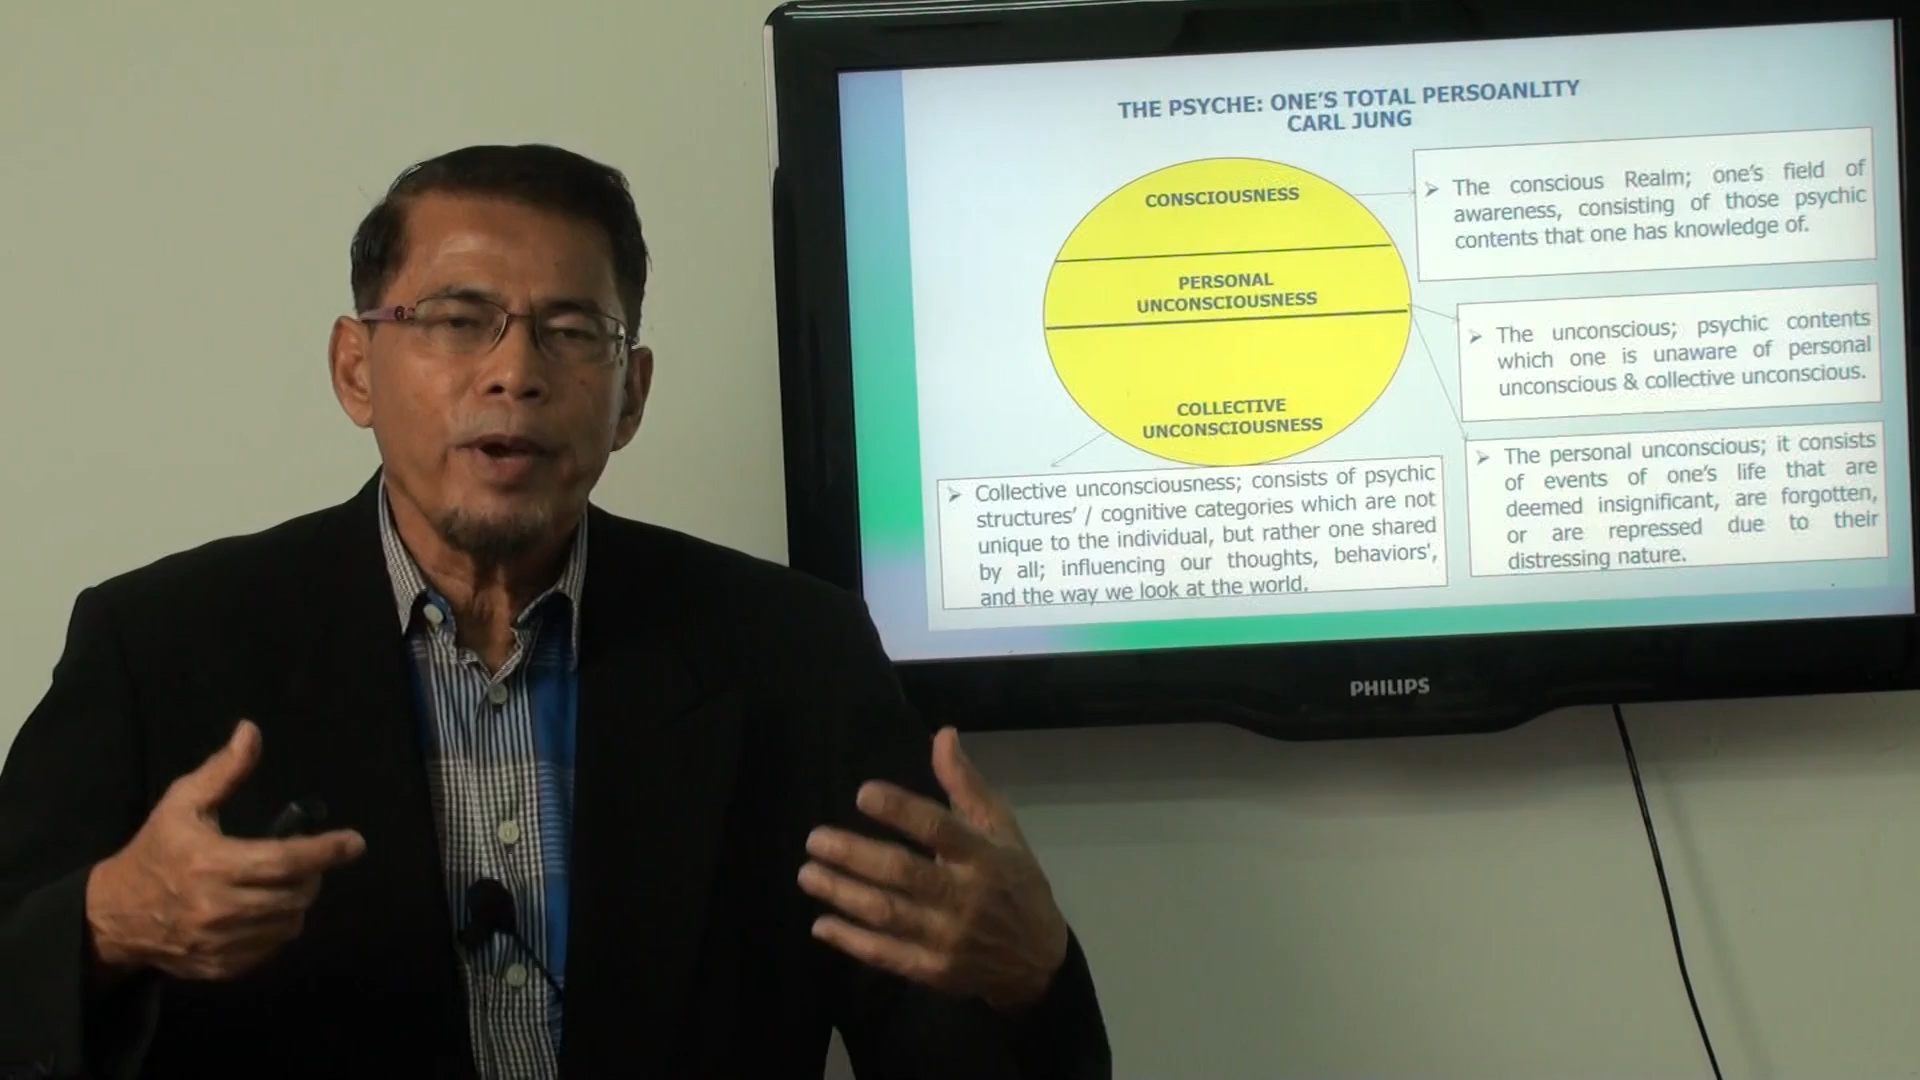 THE PSYCHE: ONE'S TOTAL PERSOANLITY
CARL JUNG
CONSCIOUSNESS
PERSONAL
UNCONSCIOUSNESS
COLLECTIVE
UNCONSCIOUSNESS
➤ The conscious Realm; one's field of
awareness, consisting of those psychic
contents that one has knowledge of.
➤ The unconscious; psychic contents
which one is unaware of personal
unconscious & collective unconscious.
➤ The personal unconscious; it consists
of events of one's life that are
deemed insignificant, are forgotten,
or are repressed due to their
distressing nature.
➤ Collective unconsciousness; consists of psychic
structures' / cognitive categories which are not
unique to the individual, but rather one shared
by all; influencing our thoughts, behaviors',
and the way we look at the world.
PHILIPS